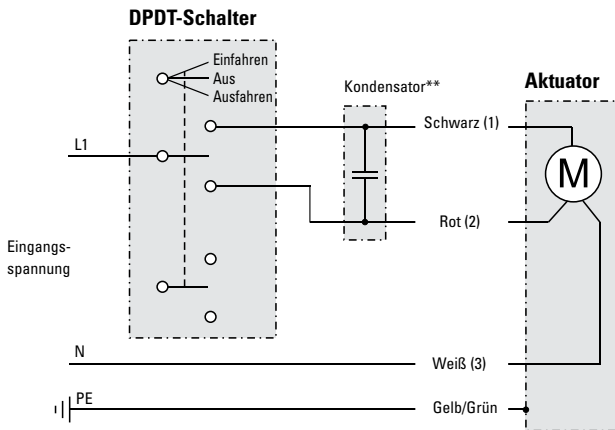 DPDT-Schalter
Einfahren
Aus
Ausfahren
Kondensator**
Aktuator
Schwarz (1)
L1
M
Rot (2)
Eingangs-
spannung
N
Weiß (3)
PE
Gelb/Grün